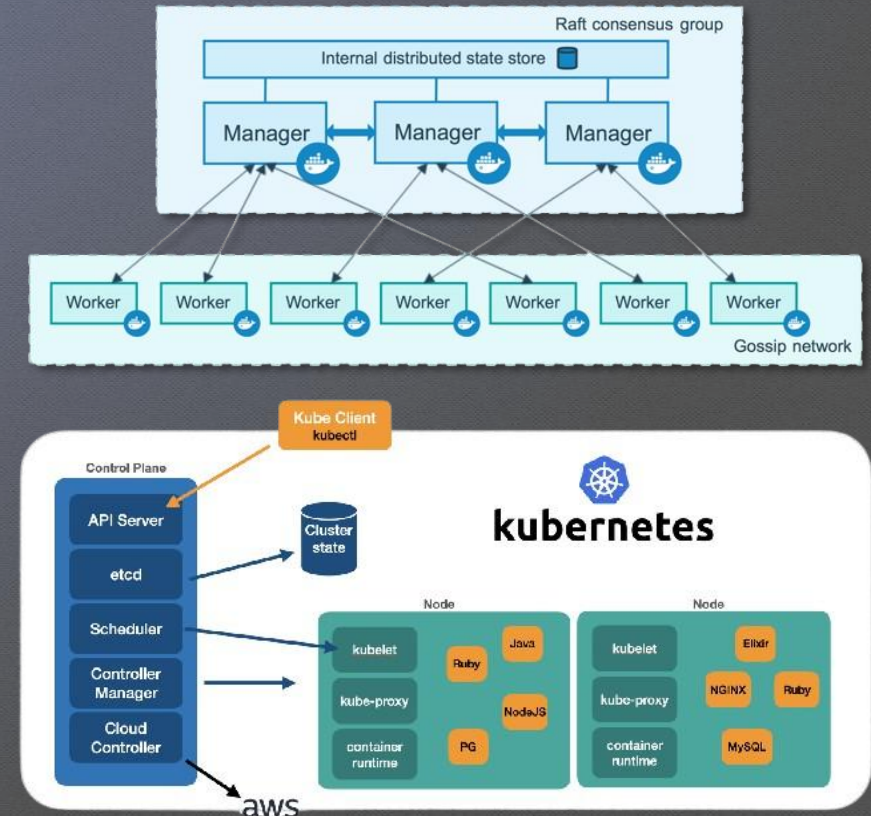 Raft consensus group
Internal distributed state store
Manager
Manager
Manager
Worker
Worker
Worker
Worker
Worker
Worker
Worker
Gossip network
Kube Client
kubectl
Control Plane
API Server
etcd
Scheduler
Controller
Manager
Cloud
Controller
Cluster
state
kubernetes
Node
kubelet
kube-proxy
container
runtime
Ruby
Java
NodeJS
PG
Node
kubelet
kube-proxy
container
runtime
Elixir
NGINX
Ruby
MySQL
aws